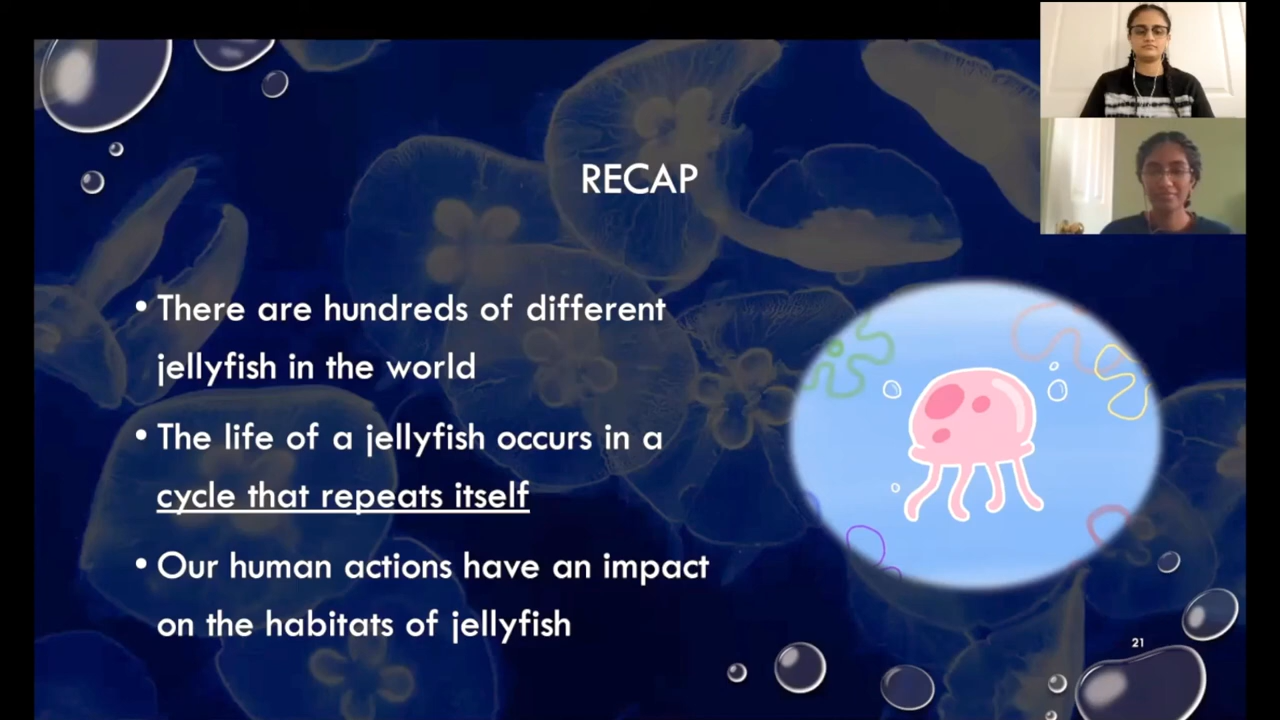 RECAP
• There are hundreds of different
jellyfish in the world
• The life of a jellyfish occurs in a
cycle that repeats itself
• Our human actions have an impact
on the habitats of jellyfish
21